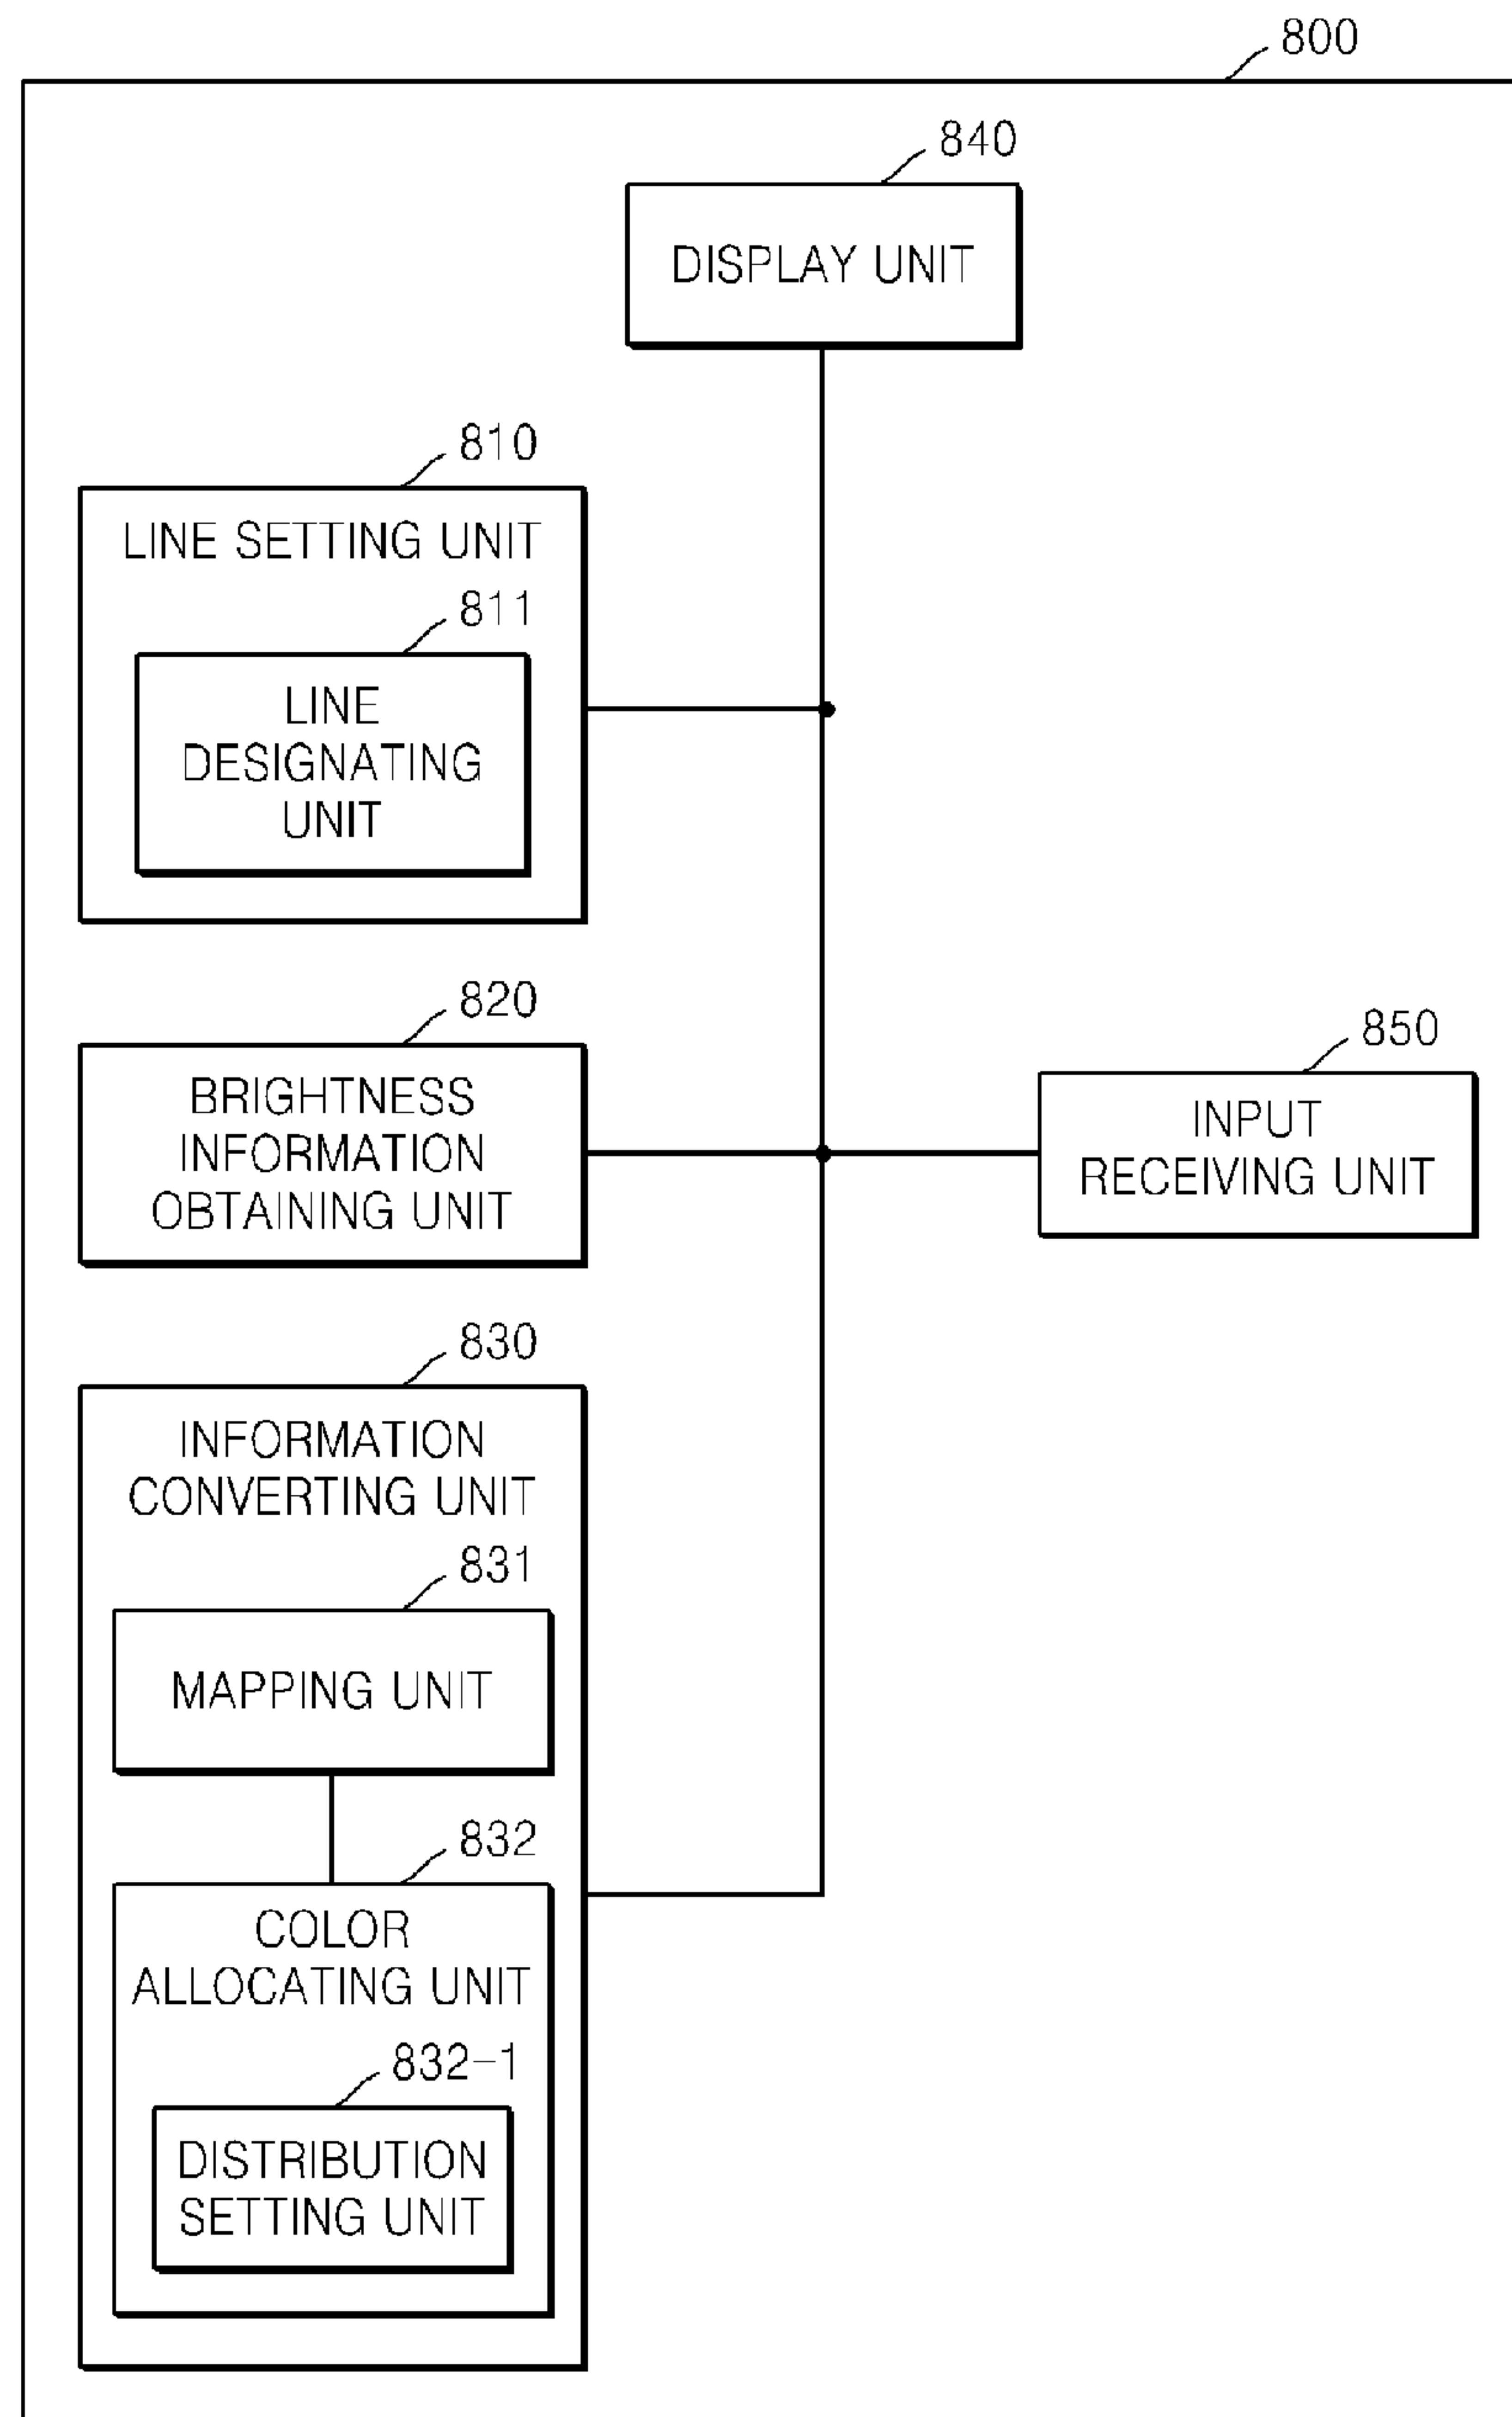 800
840
DISPLAY UNIT
810
LINE SETTING UNIT
811
LINE
DESIGNATING
UNIT
820
BRIGHTNESS
INFORMATION
OBTAINING UNIT
850
INPUT
RECEIVING UNIT
830
INFORMATION
CONVERTING UNIT
831
MAPPING UNIT
832
COLOR
ALLOCATING UNIT
832-1
DISTRIBUTION
SETTING UNIT